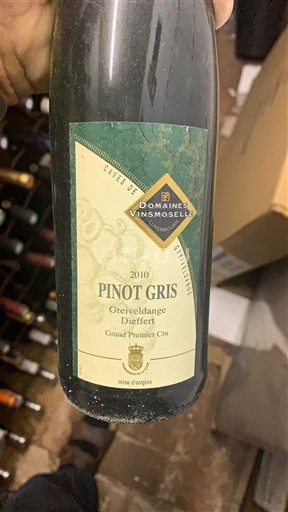 CAVES DE
GREIVELDANGE
DOMAINES
VINSMOSELLE
LUXEMBOURG
2010
PINOT GRIS
Greiveldange
Dieffert
Grand Premier Cru
mise d'origine